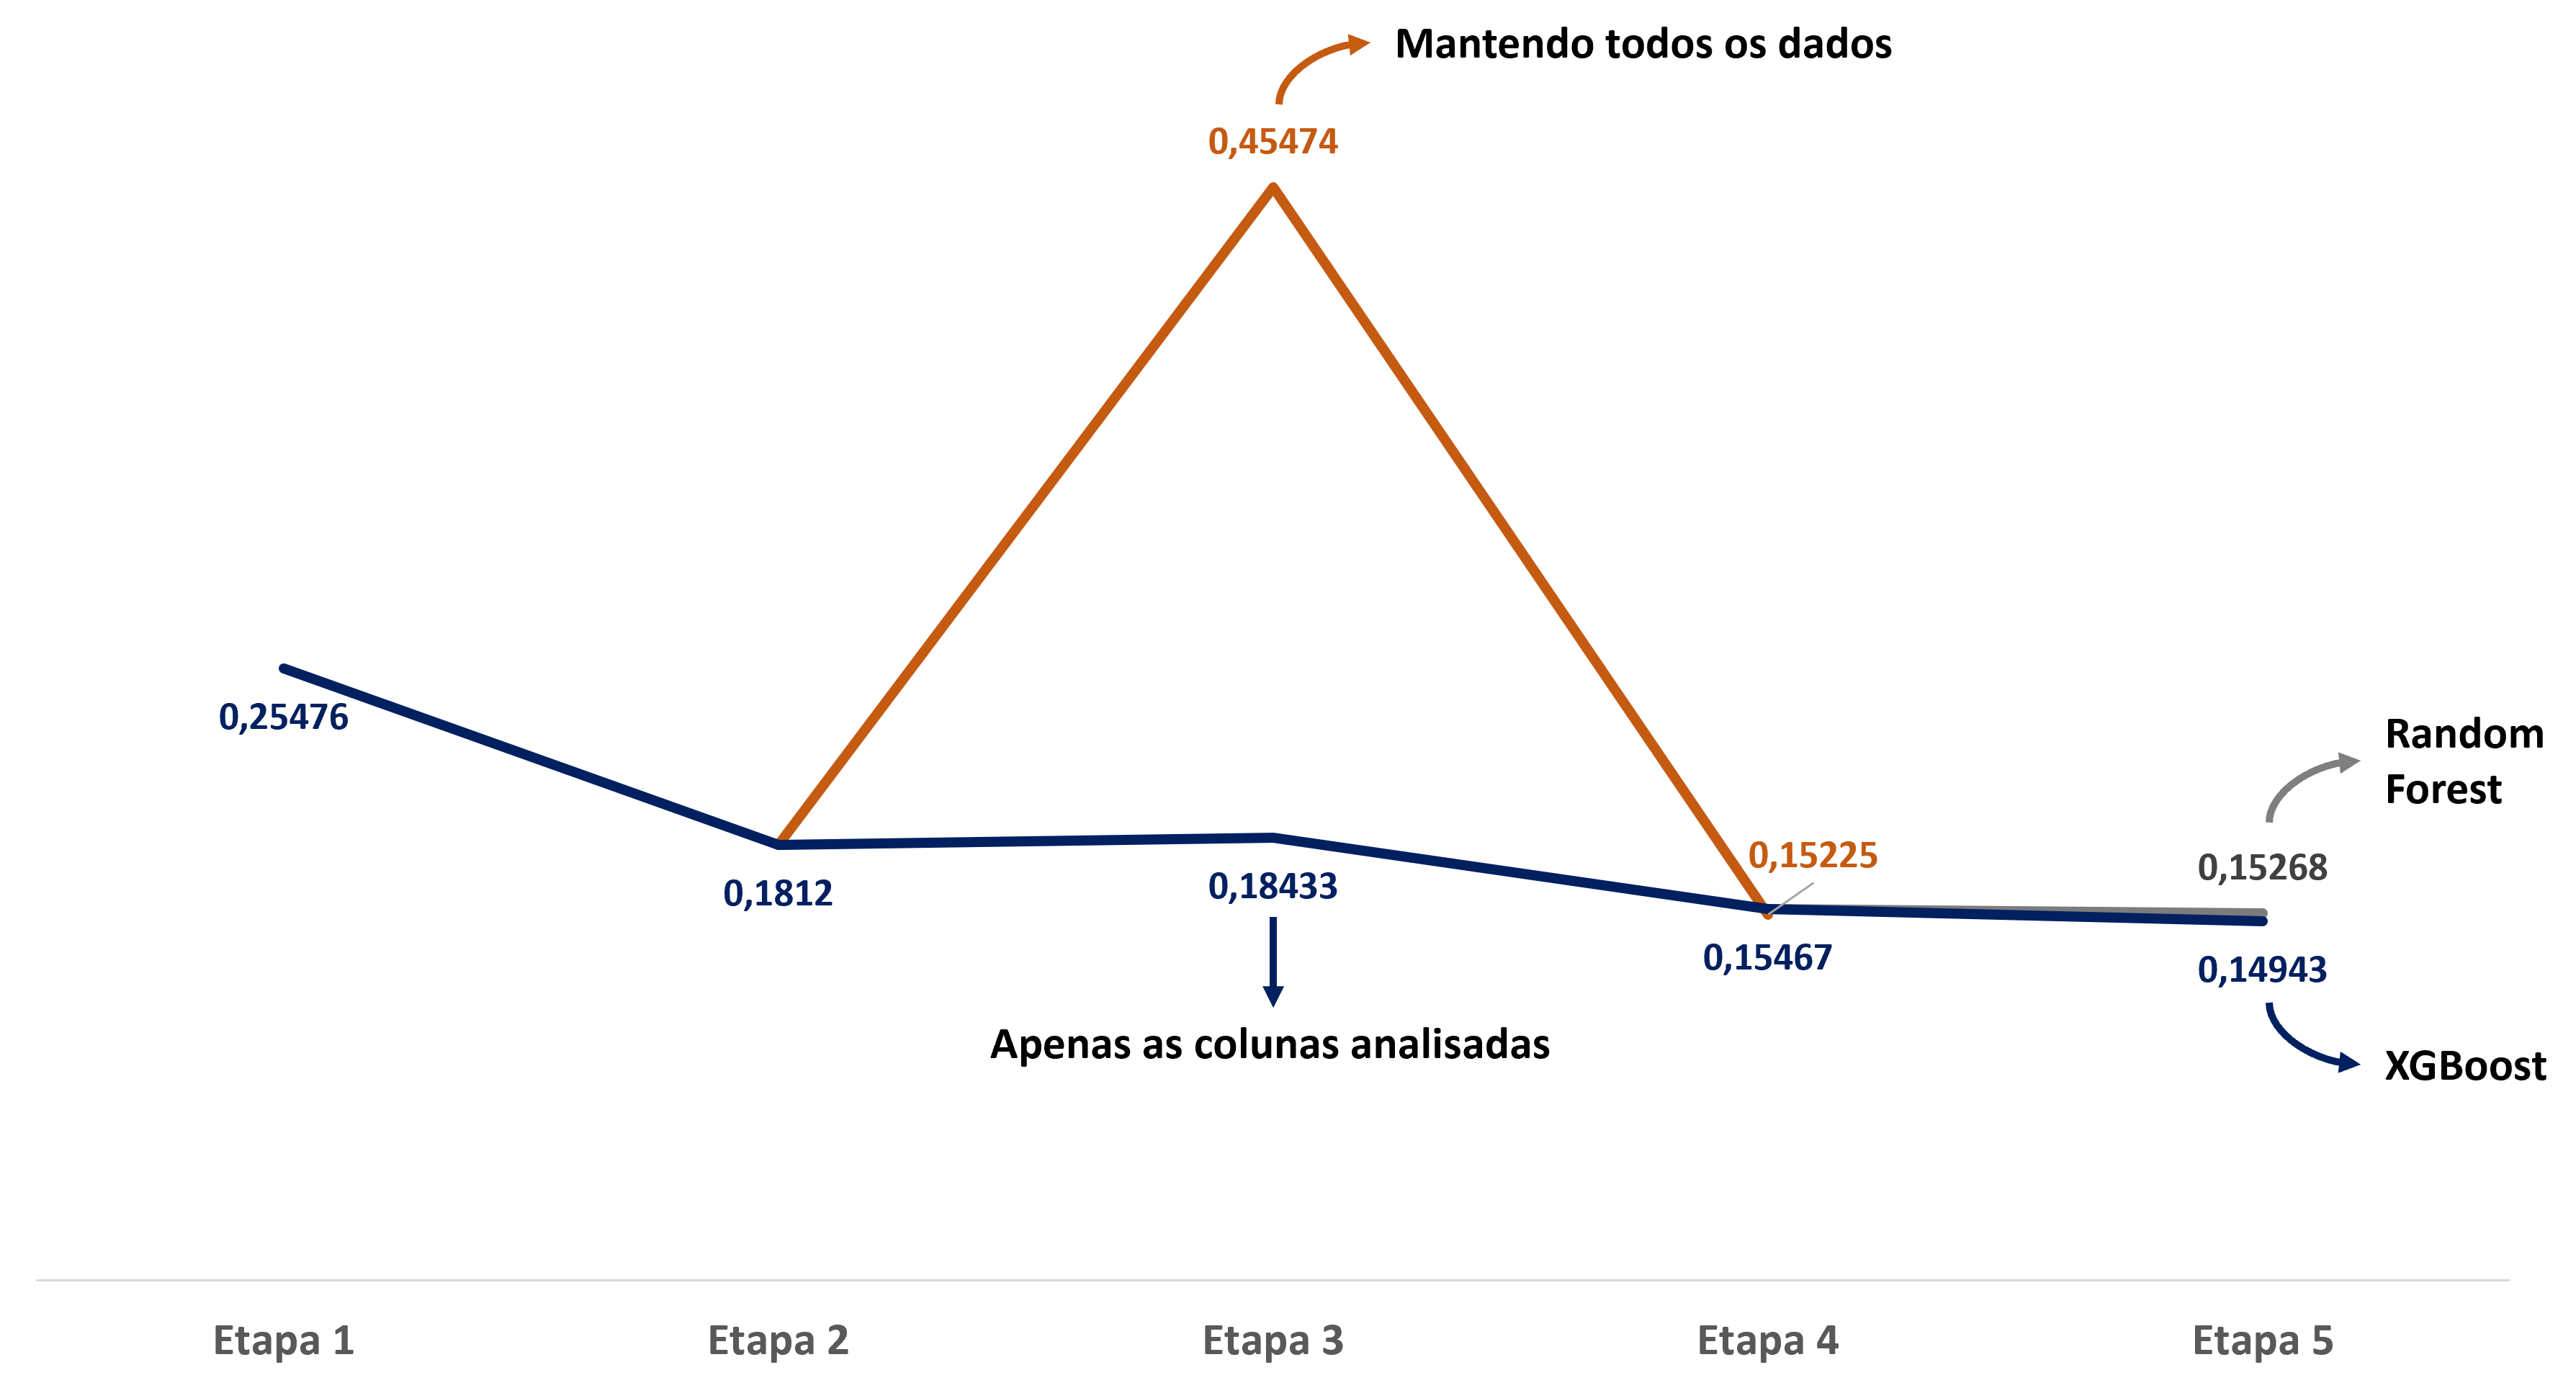 Mantendo todos os dados
0,45474
0,25476
Random
Forest
0,15225
0,15268
0,1812
0,18433
0,15467
0,14943
Apenas as colunas analisadas
XGBoost
Etapa 1
Etapa 2
Etapa 3
Etapa 4
Etapa 5